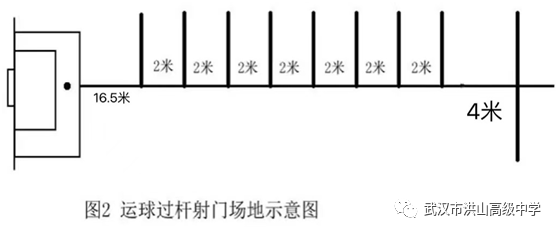 2米 2米 2米 2米 2米 2米 2米
16.5米
4米
图2 运球过杆射门场地示意图
武汉市洪山高级中学